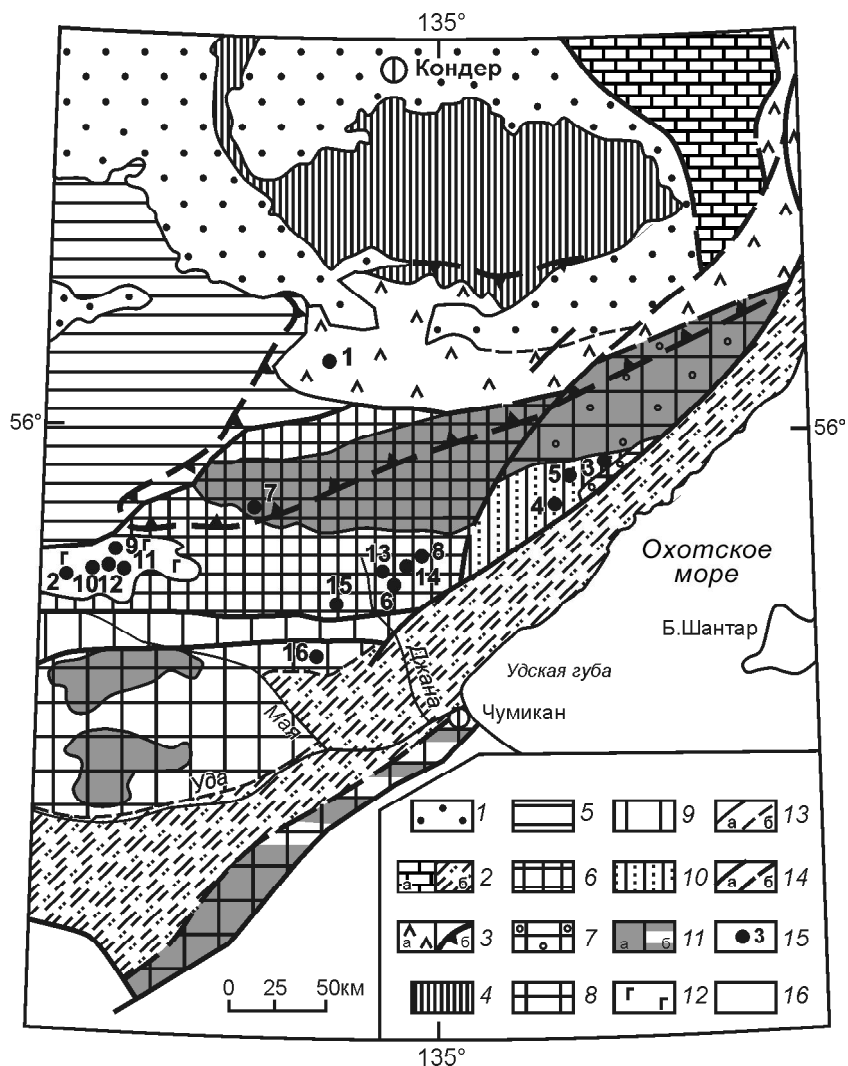 135°
Кондер
1
56°
56°
7
5
3
4
9
г
г
11
г
2
10
12
13
8
14
6
15
16
Охотское
море
Б.Шантар
Джана
Удская губа
Мая
Чумикан
Уда
1
5
9
а
б
13
а
б
2
6
10
а
б
14
а
б
3
7
а
б
11
3
15
4
8
г
г
12
16
0
25
50км
135°